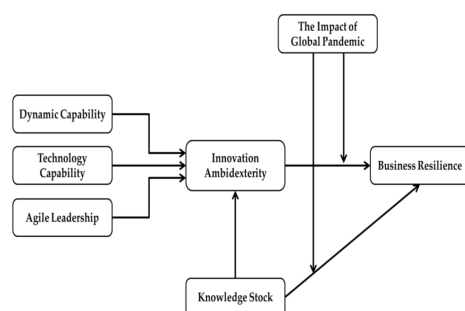 The Impact of
Global Pandemic
Dynamic Capability
Technology
Capability
Agile Leadership
Innovation
Ambidexterity
Business Resilience
Knowledge Stock